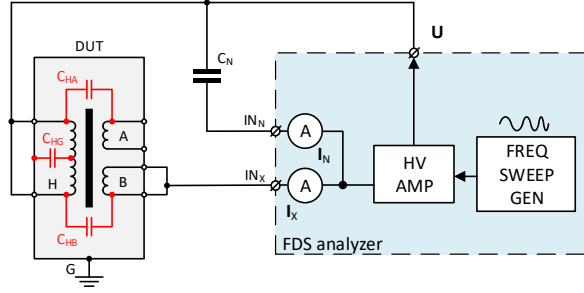 U
DUT
C_N
C_HA
IN_N
A
I_N
A
C_HG
H
B
IN_X
A
I_X
HV
AMP
FREQ
SWEEP
GEN
C_HB
G
FDS analyzer